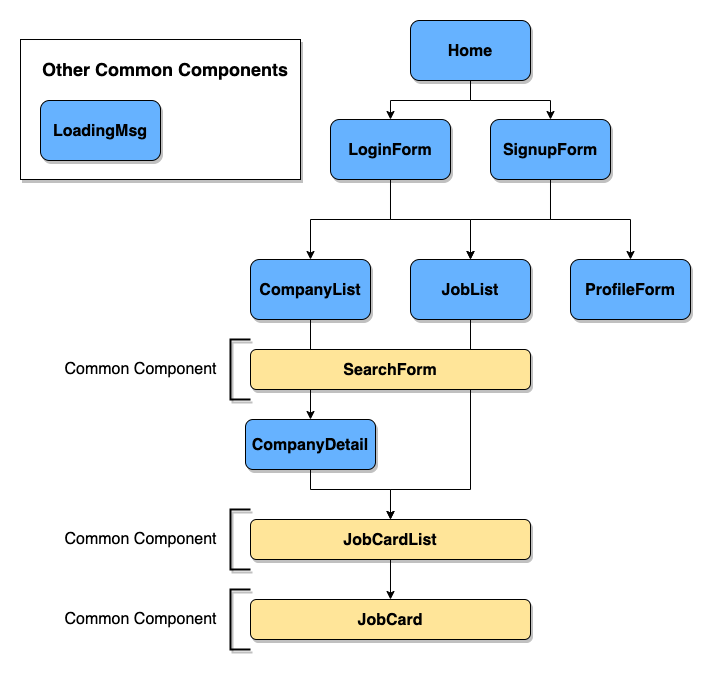 Other Common Components
LoadingMsg
Home
LoginForm
SignupForm
CompanyList
JobList
ProfileForm
Common Component
SearchForm
CompanyDetail
Common Component
JobCardList
Common Component
JobCard